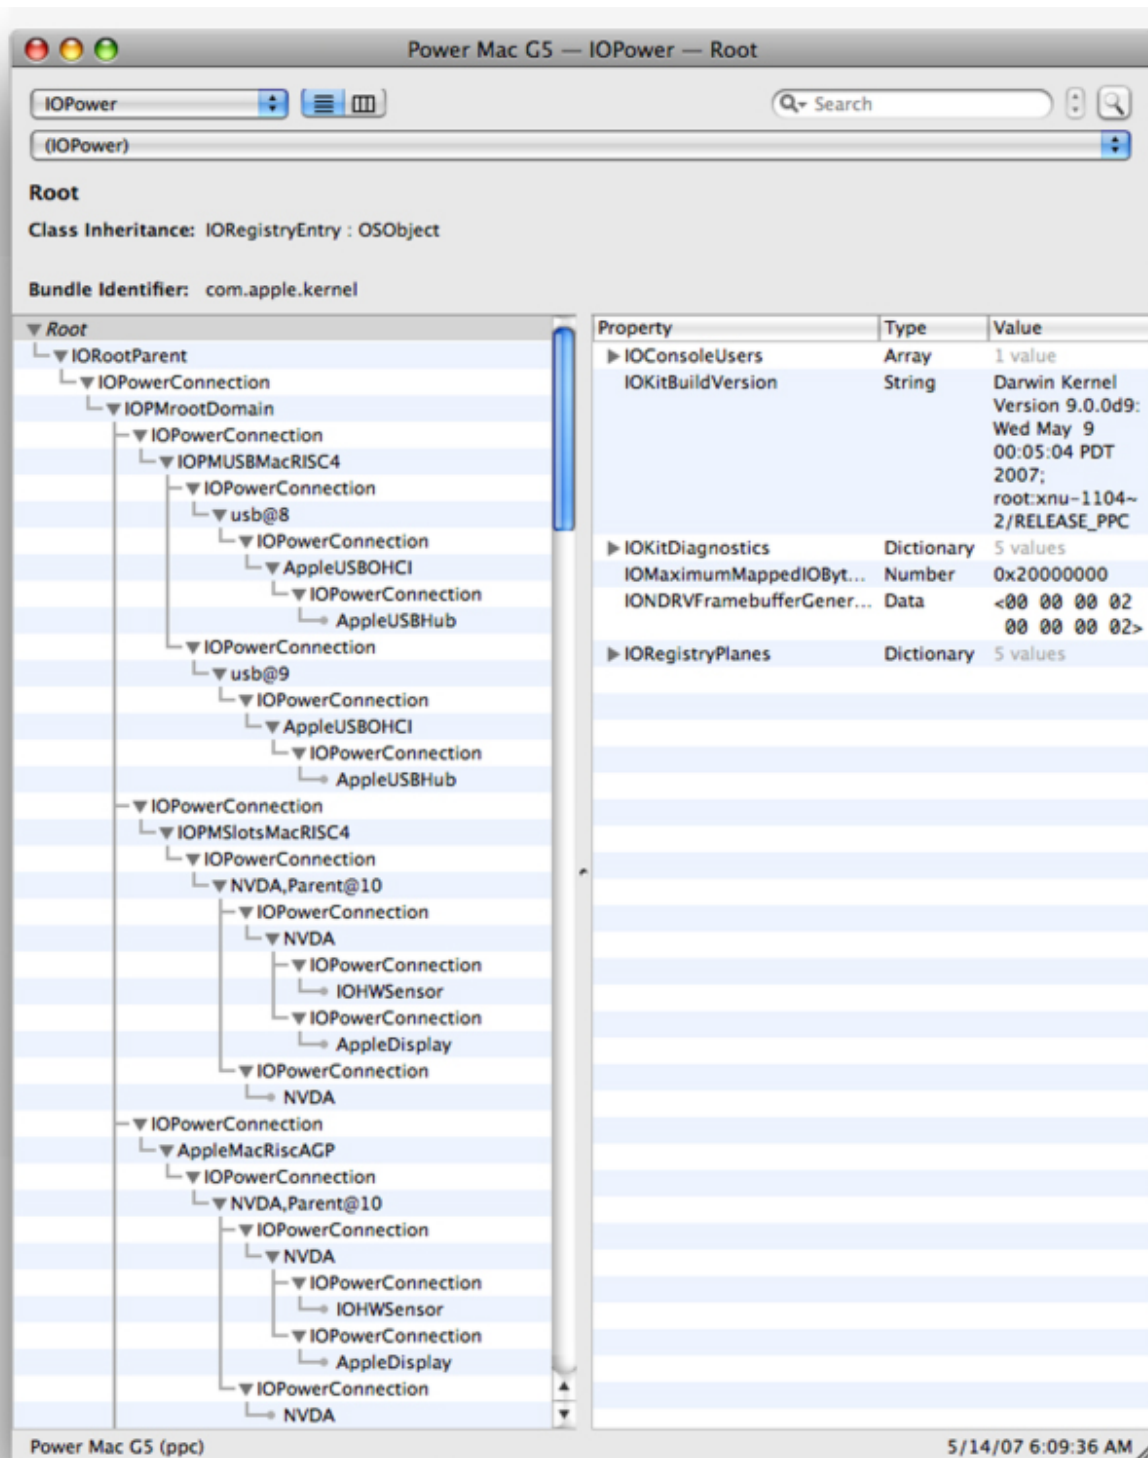 Power Mac G5 — IOPower — Root
IOPower
Search
(IOPower)
Root
Class Inheritance: IORegistryEntry : OSObject
Bundle Identifier: com.apple.kernel
Root
IORootParent
IOPowerConnection
IOPMrootDomain
IOPowerConnection
IOPMUSBMacRISC4
IOPowerConnection
usb@8
IOPowerConnection
AppleUSBOHCI
IOPowerConnection
AppleUSBHub
IOPowerConnection
usb@9
IOPowerConnection
AppleUSBOHCI
IOPowerConnection
AppleUSBHub
IOPowerConnection
IOPMSlotsMacRISC4
IOPowerConnection
NVDA,Parent@10
IOPowerConnection
NVDA
IOPowerConnection
IOHWSensor
IOPowerConnection
AppleDisplay
IOPowerConnection
NVDA
IOPowerConnection
AppleMacRiscAGP
IOPowerConnection
NVDA,Parent@10
IOPowerConnection
NVDA
IOPowerConnection
IOHWSensor
IOPowerConnection
AppleDisplay
IOPowerConnection
NVDA
Property Type Value
IOConsoleUsers Array 1 value
IOKitBuildVersion String Darwin Kernel
Version 9.0.0d9:
Wed May 9
00:05:04 PDT
2007;
root:xnu-1104~
2/RELEASE_PPC
IOKitDiagnostics Dictionary 5 values
IOMaximumMappedIOByt... Number 0x20000000
IONDRVFramebufferGener... Data <00 00 00 02
00 00 00 02>
IORegistryPlanes Dictionary 5 values
Power Mac G5 (ppc)
5/14/07 6:09:36 AM